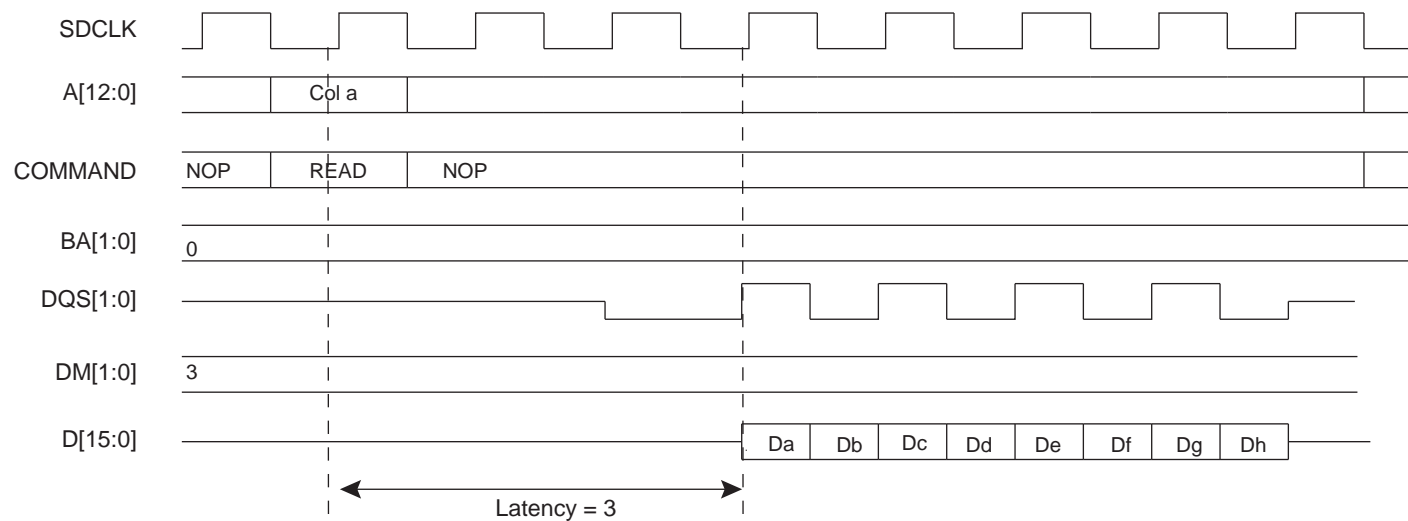 SDCLK
A[12:0] Col a
COMMAND NOP READ NOP
BA[1:0] 0
DQS[1:0]
DM[1:0] 3
D[15:0] Da Db Dc Dd De Df Dg Dh
Latency = 3